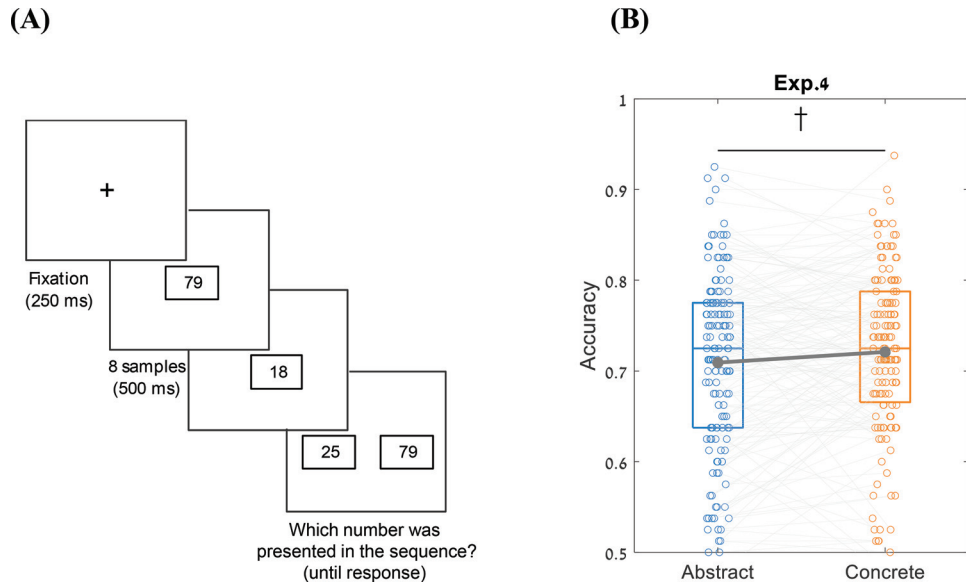 (A)
+
Fixation
(250 ms)
79
8 samples
(500 ms)
18
25
79
Which number was
presented in the sequence?
(until response)
(B)
Exp.4
†
1
0.9
0.8
0.7
0.6
0.5
Accuracy
Abstract
Concrete